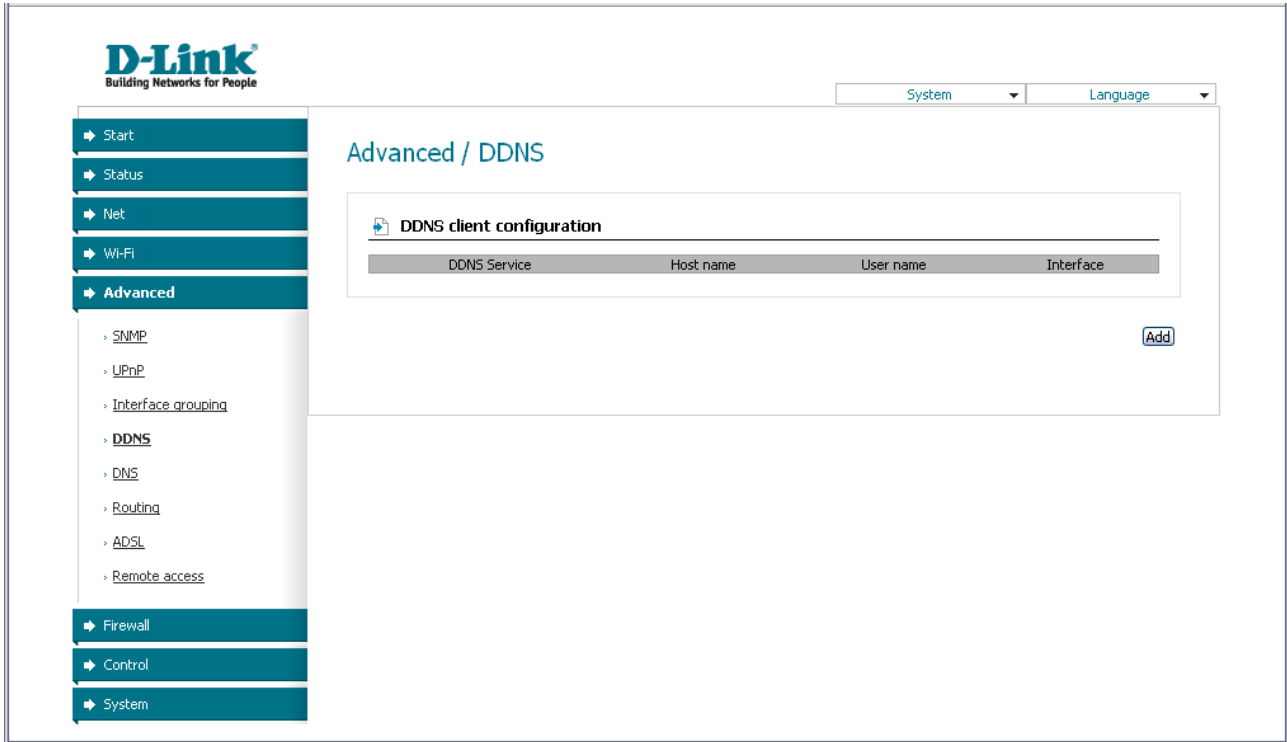 D-Link
Building Networks for People
System Language
Start
Status
Net
Wi-Fi
Advanced
SNMP
UPnP
Interface grouping
DDNS
DNS
Routing
ADSL
Remote access
Firewall
Control
System
Advanced / DDNS
DDNS client configuration
DDNS Service Host name User name Interface
Add